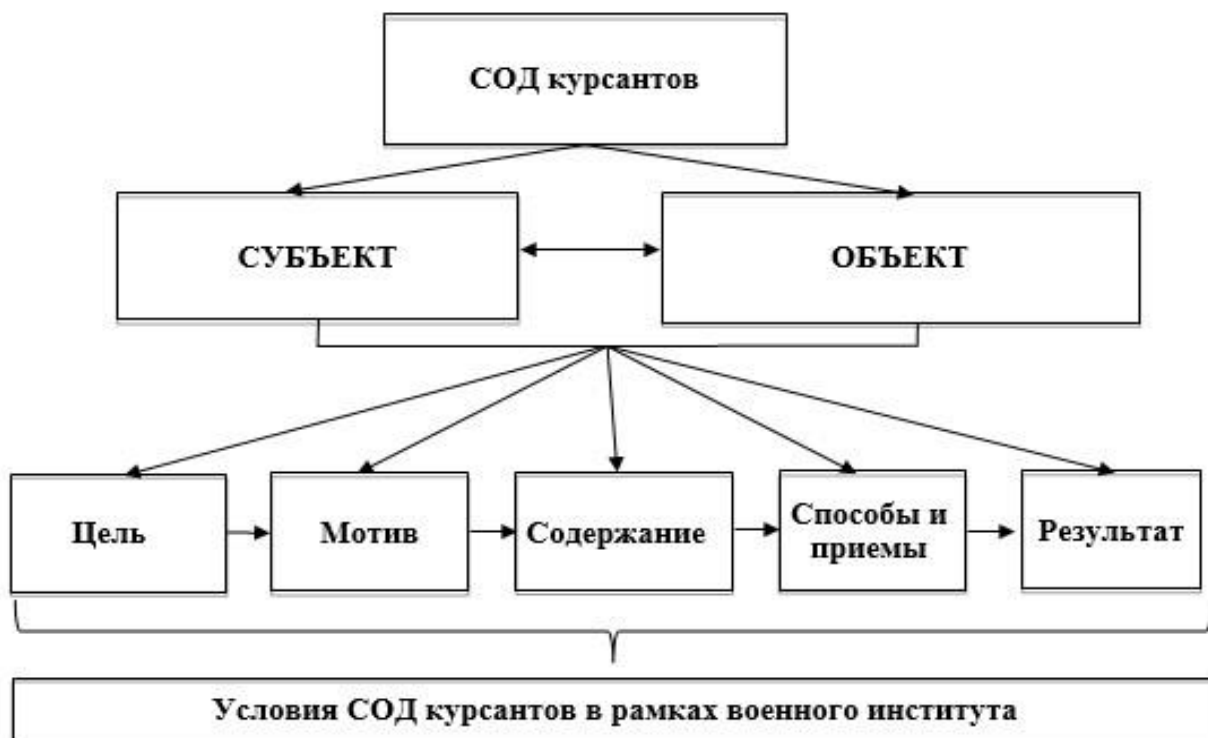 СОД курсантов
СУБЪЕКТ
ОБЪЕКТ
Цель
Мотив
Содержание
Способы и
приемы
Результат
Условия СОД курсантов в рамках военного института